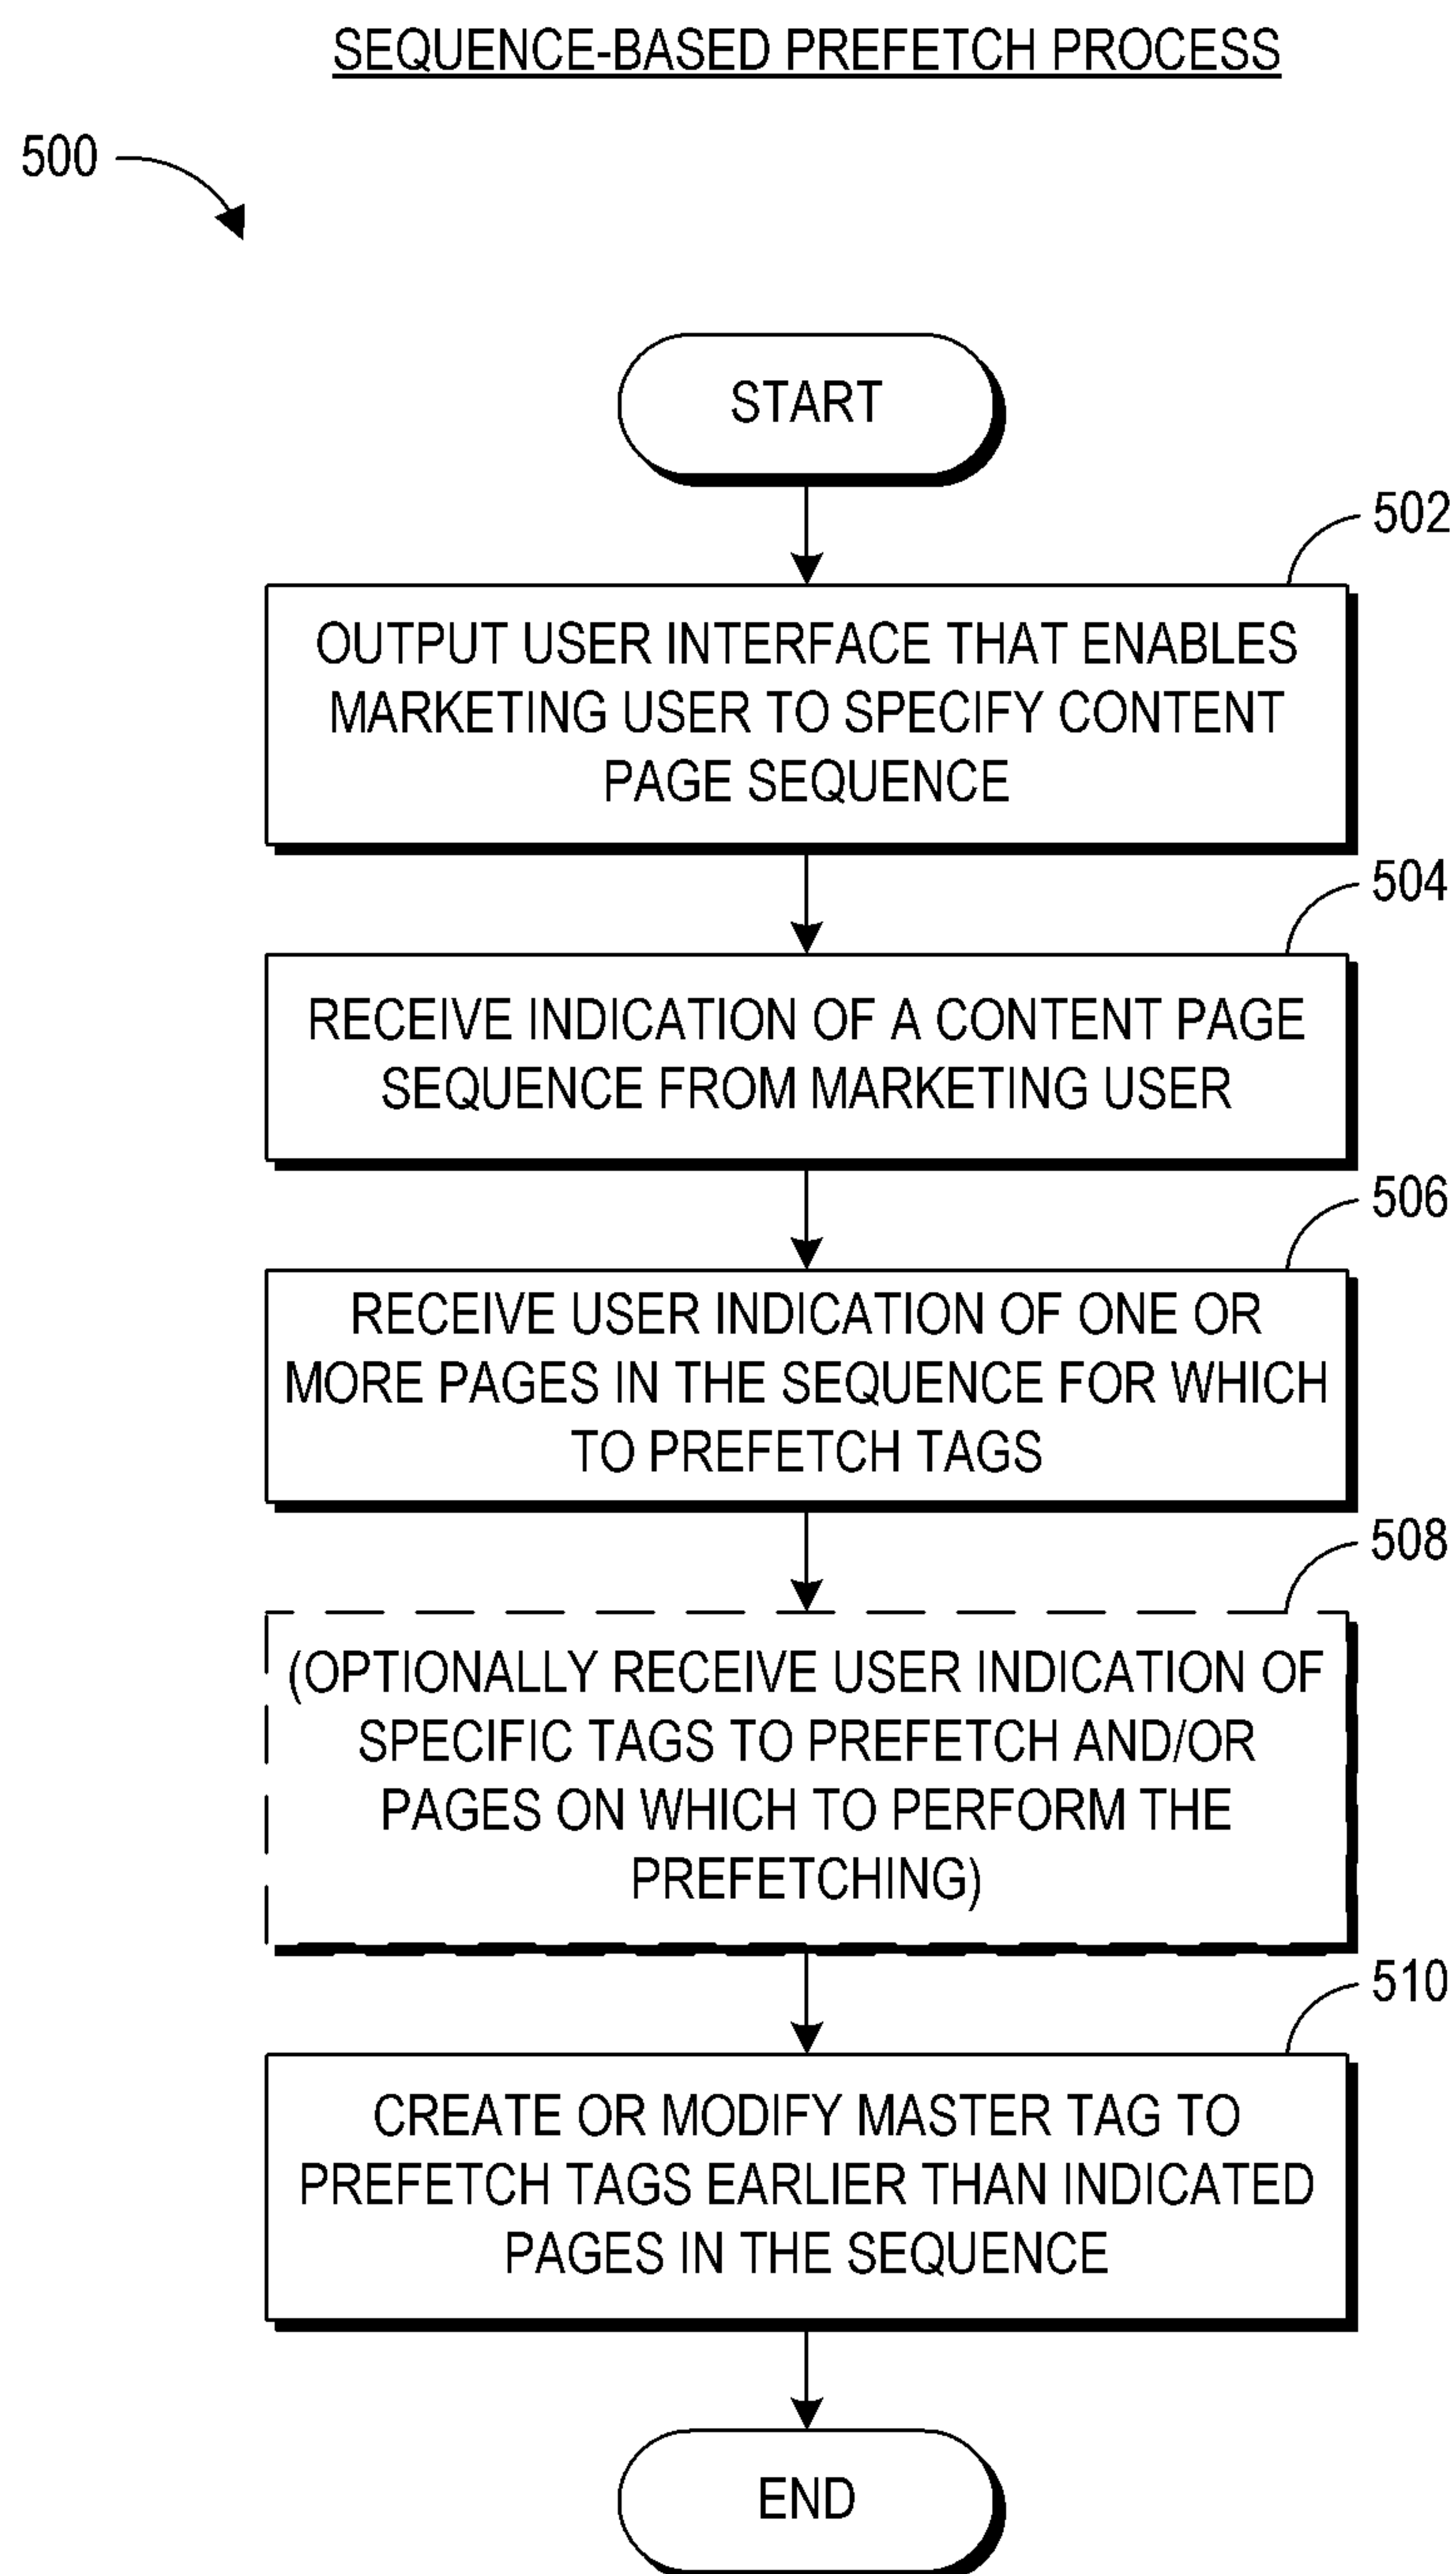 SEQUENCE-BASED PREFETCH PROCESS
500
START
502
OUTPUT USER INTERFACE THAT ENABLES
MARKETING USER TO SPECIFY CONTENT
PAGE SEQUENCE
504
RECEIVE INDICATION OF A CONTENT PAGE
SEQUENCE FROM MARKETING USER
506
RECEIVE USER INDICATION OF ONE OR
MORE PAGES IN THE SEQUENCE FOR WHICH
TO PREFETCH TAGS
508
(OPTIONALLY RECEIVE USER INDICATION OF
SPECIFIC TAGS TO PREFETCH AND/OR
PAGES ON WHICH TO PERFORM THE
PREFETCHING)
510
CREATE OR MODIFY MASTER TAG TO
PREFETCH TAGS EARLIER THAN INDICATED
PAGES IN THE SEQUENCE
END